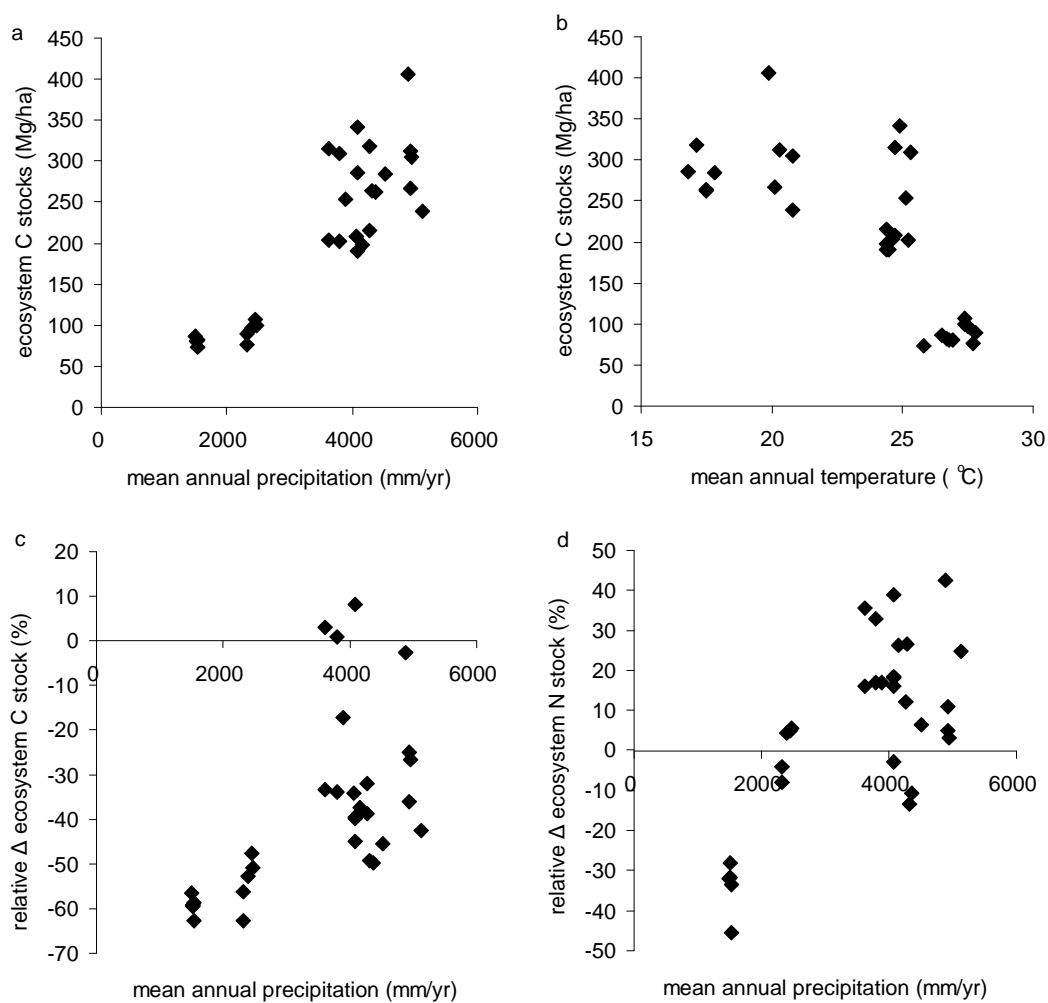 a
450
400
350
300
250
200
150
100
50
0
ecosystem C stocks (Mg/ha)
0 2000 4000 6000
mean annual precipitation (mm/yr)
b
450
400
350
300
250
200
150
100
50
0
ecosystem C stocks (Mg/ha)
15 20 25 30
mean annual temperature ( °C)
c
20
10
0
-10
-20
-30
-40
-50
-60
-70
relative Δ ecosystem C stock (%)
0 2000 4000 6000
mean annual precipitation (mm/yr)
d
50
40
30
20
10
0
-10
-20
-30
-40
-50
relative Δ ecosystem N stock (%)
0 2000 4000 6000
mean annual precipitation (mm/yr)